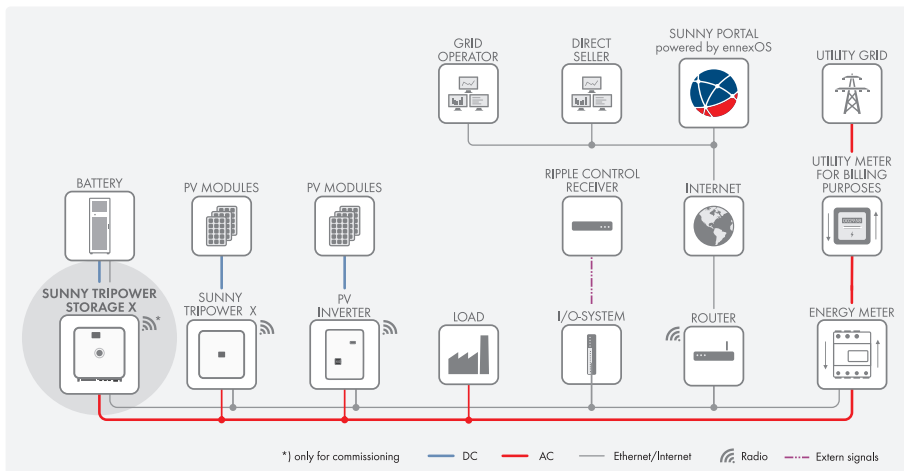 GRID
OPERATOR
DIRECT
SELLER
SUNNY PORTAL
powered by ennexOS
UTILITY GRID
BATTERY
PV MODULES
PV MODULES
RIPPLE CONTROL
RECEIVER
INTERNET
UTILITY METER
FOR BILLING
PURPOSES
SUNNY TRIPOWER
STORAGE X
*
SUNNY
TRIPOWER X
PV
INVERTER
LOAD
I/O-SYSTEM
ROUTER
ENERGY METER
*) only for commissioning
DC
AC
Ethernet/Internet
Radio
Extern signals